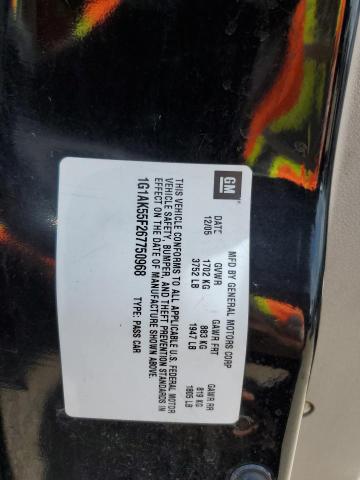 GM
MFD BY GENERAL MOTORS CORP
DATE GVWR GAWR FRT GAWR RR
12/05 1702 KG 883 KG 819 KG
3752 LB 1947 LB 1805 LB
THIS VEHICLE CONFORMS TO ALL APPLICABLE U.S. FEDERAL MOTOR
VEHICLE SAFETY, BUMPER, AND THEFT PREVENTION STANDARDS IN
EFFECT ON THE DATE OF MANUFACTURE SHOWN ABOVE.
1G1AK55F267750968 TYPE: PASS CAR